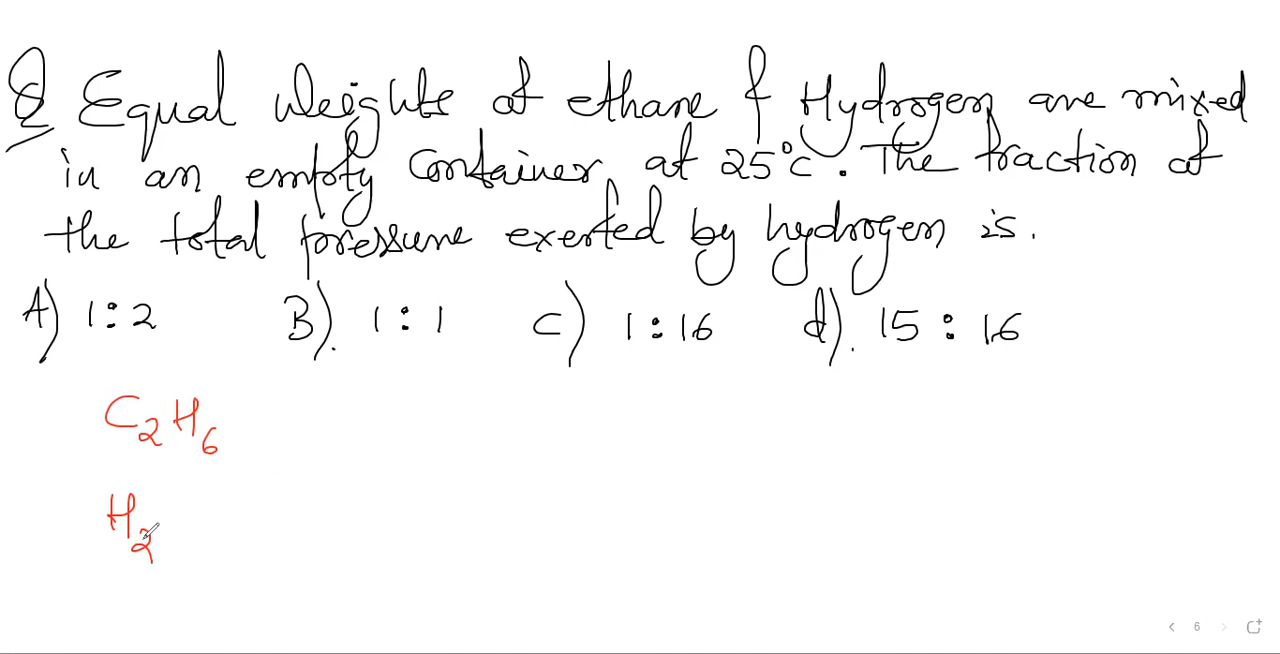 Q Equal weights of ethane & Hydrogen are mixed
in an empty container, at 25°C. The fraction of
the total pressure exerted by hydrogen is.
A) 1:2 B). 1:1 C) 1:16 d). 15:16
C2H6
H2
6